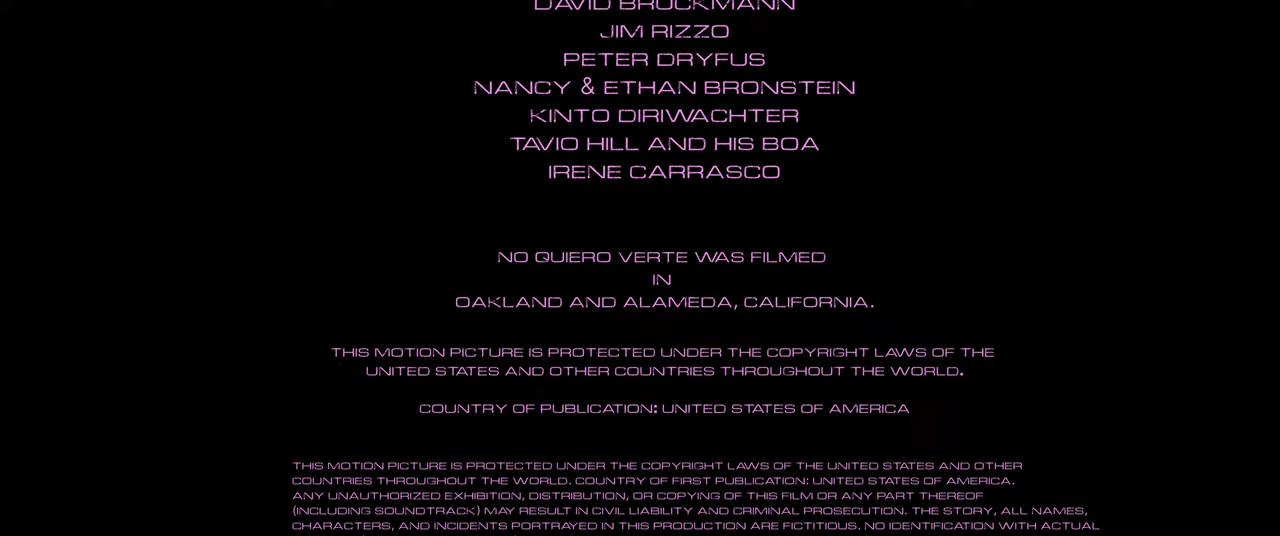 DAVID BRUCKMANN
JIM RIZZO
PETER DRYFUS
NANCY & ETHAN BRONSTEIN
KINTO DIRIWACHTER
TAVIO HILL AND HIS BOA
IRENE CARRASCO
NO QUIERO VERTE WAS FILMED
IN
OAKLAND AND ALAMEDA, CALIFORNIA.
THIS MOTION PICTURE IS PROTECTED UNDER THE COPYRIGHT LAWS OF THE
UNITED STATES AND OTHER COUNTRIES THROUGHOUT THE WORLD.
COUNTRY OF PUBLICATION: UNITED STATES OF AMERICA
THIS MOTION PICTURE IS PROTECTED UNDER THE COPYRIGHT LAWS OF THE UNITED STATES AND OTHER
COUNTRIES THROUGHOUT THE WORLD. COUNTRY OF FIRST PUBLICATION: UNITED STATES OF AMERICA.
ANY UNAUTHORIZED EXHIBITION, DISTRIBUTION, OR COPYING OF THIS FILM OR ANY PART THEREOF
(INCLUDING SOUNDTRACK) MAY RESULT IN CIVIL LIABILITY AND CRIMINAL PROSECUTION. THE STORY, ALL NAMES,
CHARACTERS, AND INCIDENTS PORTRAYED IN THIS PRODUCTION ARE FICTITIOUS. NO IDENTIFICATION WITH ACTUAL